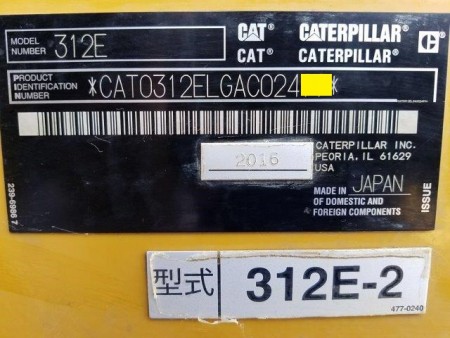 MODEL NUMBER 312E
CAT CATERPILLAR C
CAT® CATERPILLAR®
PRODUCT IDENTIFICATION NUMBER *CAT0312ELGAC024 *
CATERPILLAR INC.
PEORIA, IL 61629
USA
2016
MADE IN JAPAN
OF DOMESTIC AND
FOREIGN COMPONENTS
ISSUE
239-5966 7
型式 312E-2
477-0240